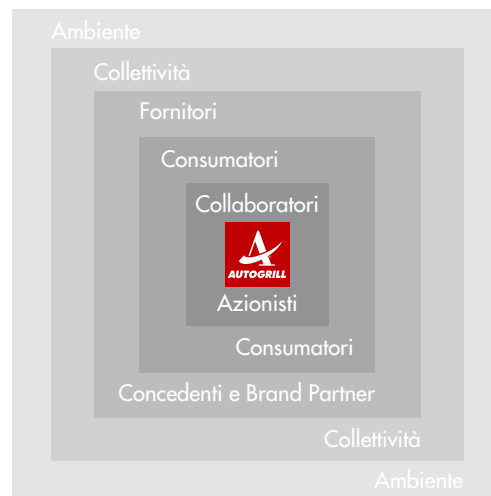 Ambiente
Collettività
Fornitori
Consumatori
Collaboratori
AUTOGRILL
Azionisti
Consumatori
Concedenti e Brand Partner
Collettività
Ambiente